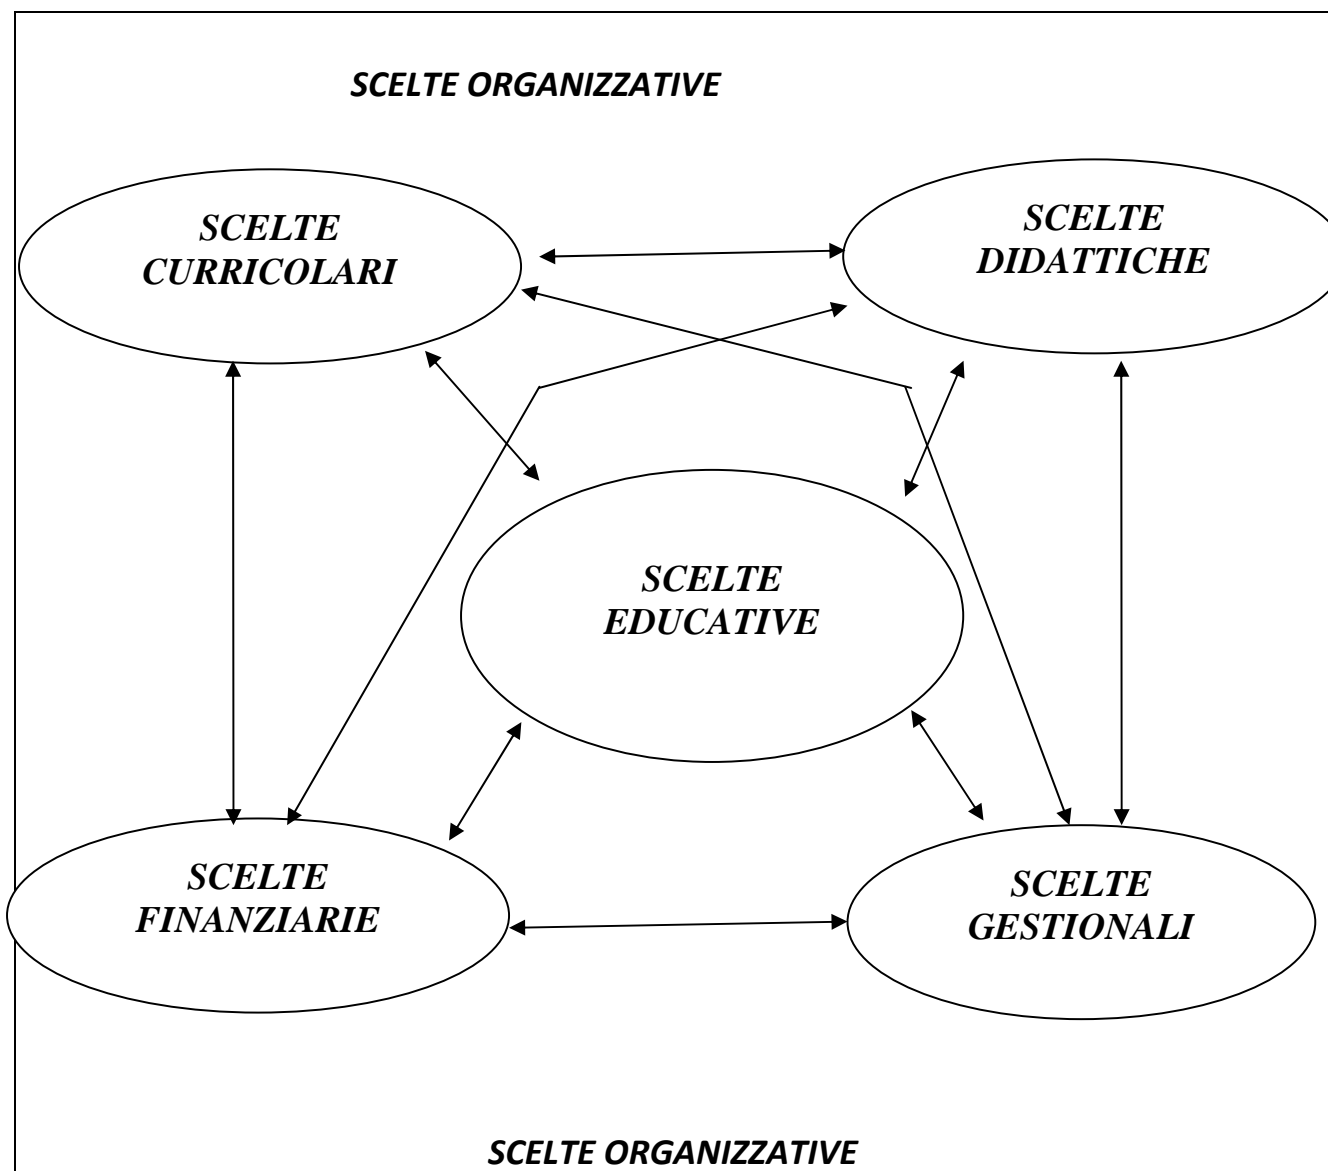 SCELTE ORGANIZZATIVE
SCELTE
CURRICOLARI
SCELTE
DIDATTICHE
SCELTE
EDUCATIVE
SCELTE
FINANZIARIE
SCELTE
GESTIONALI
SCELTE ORGANIZZATIVE